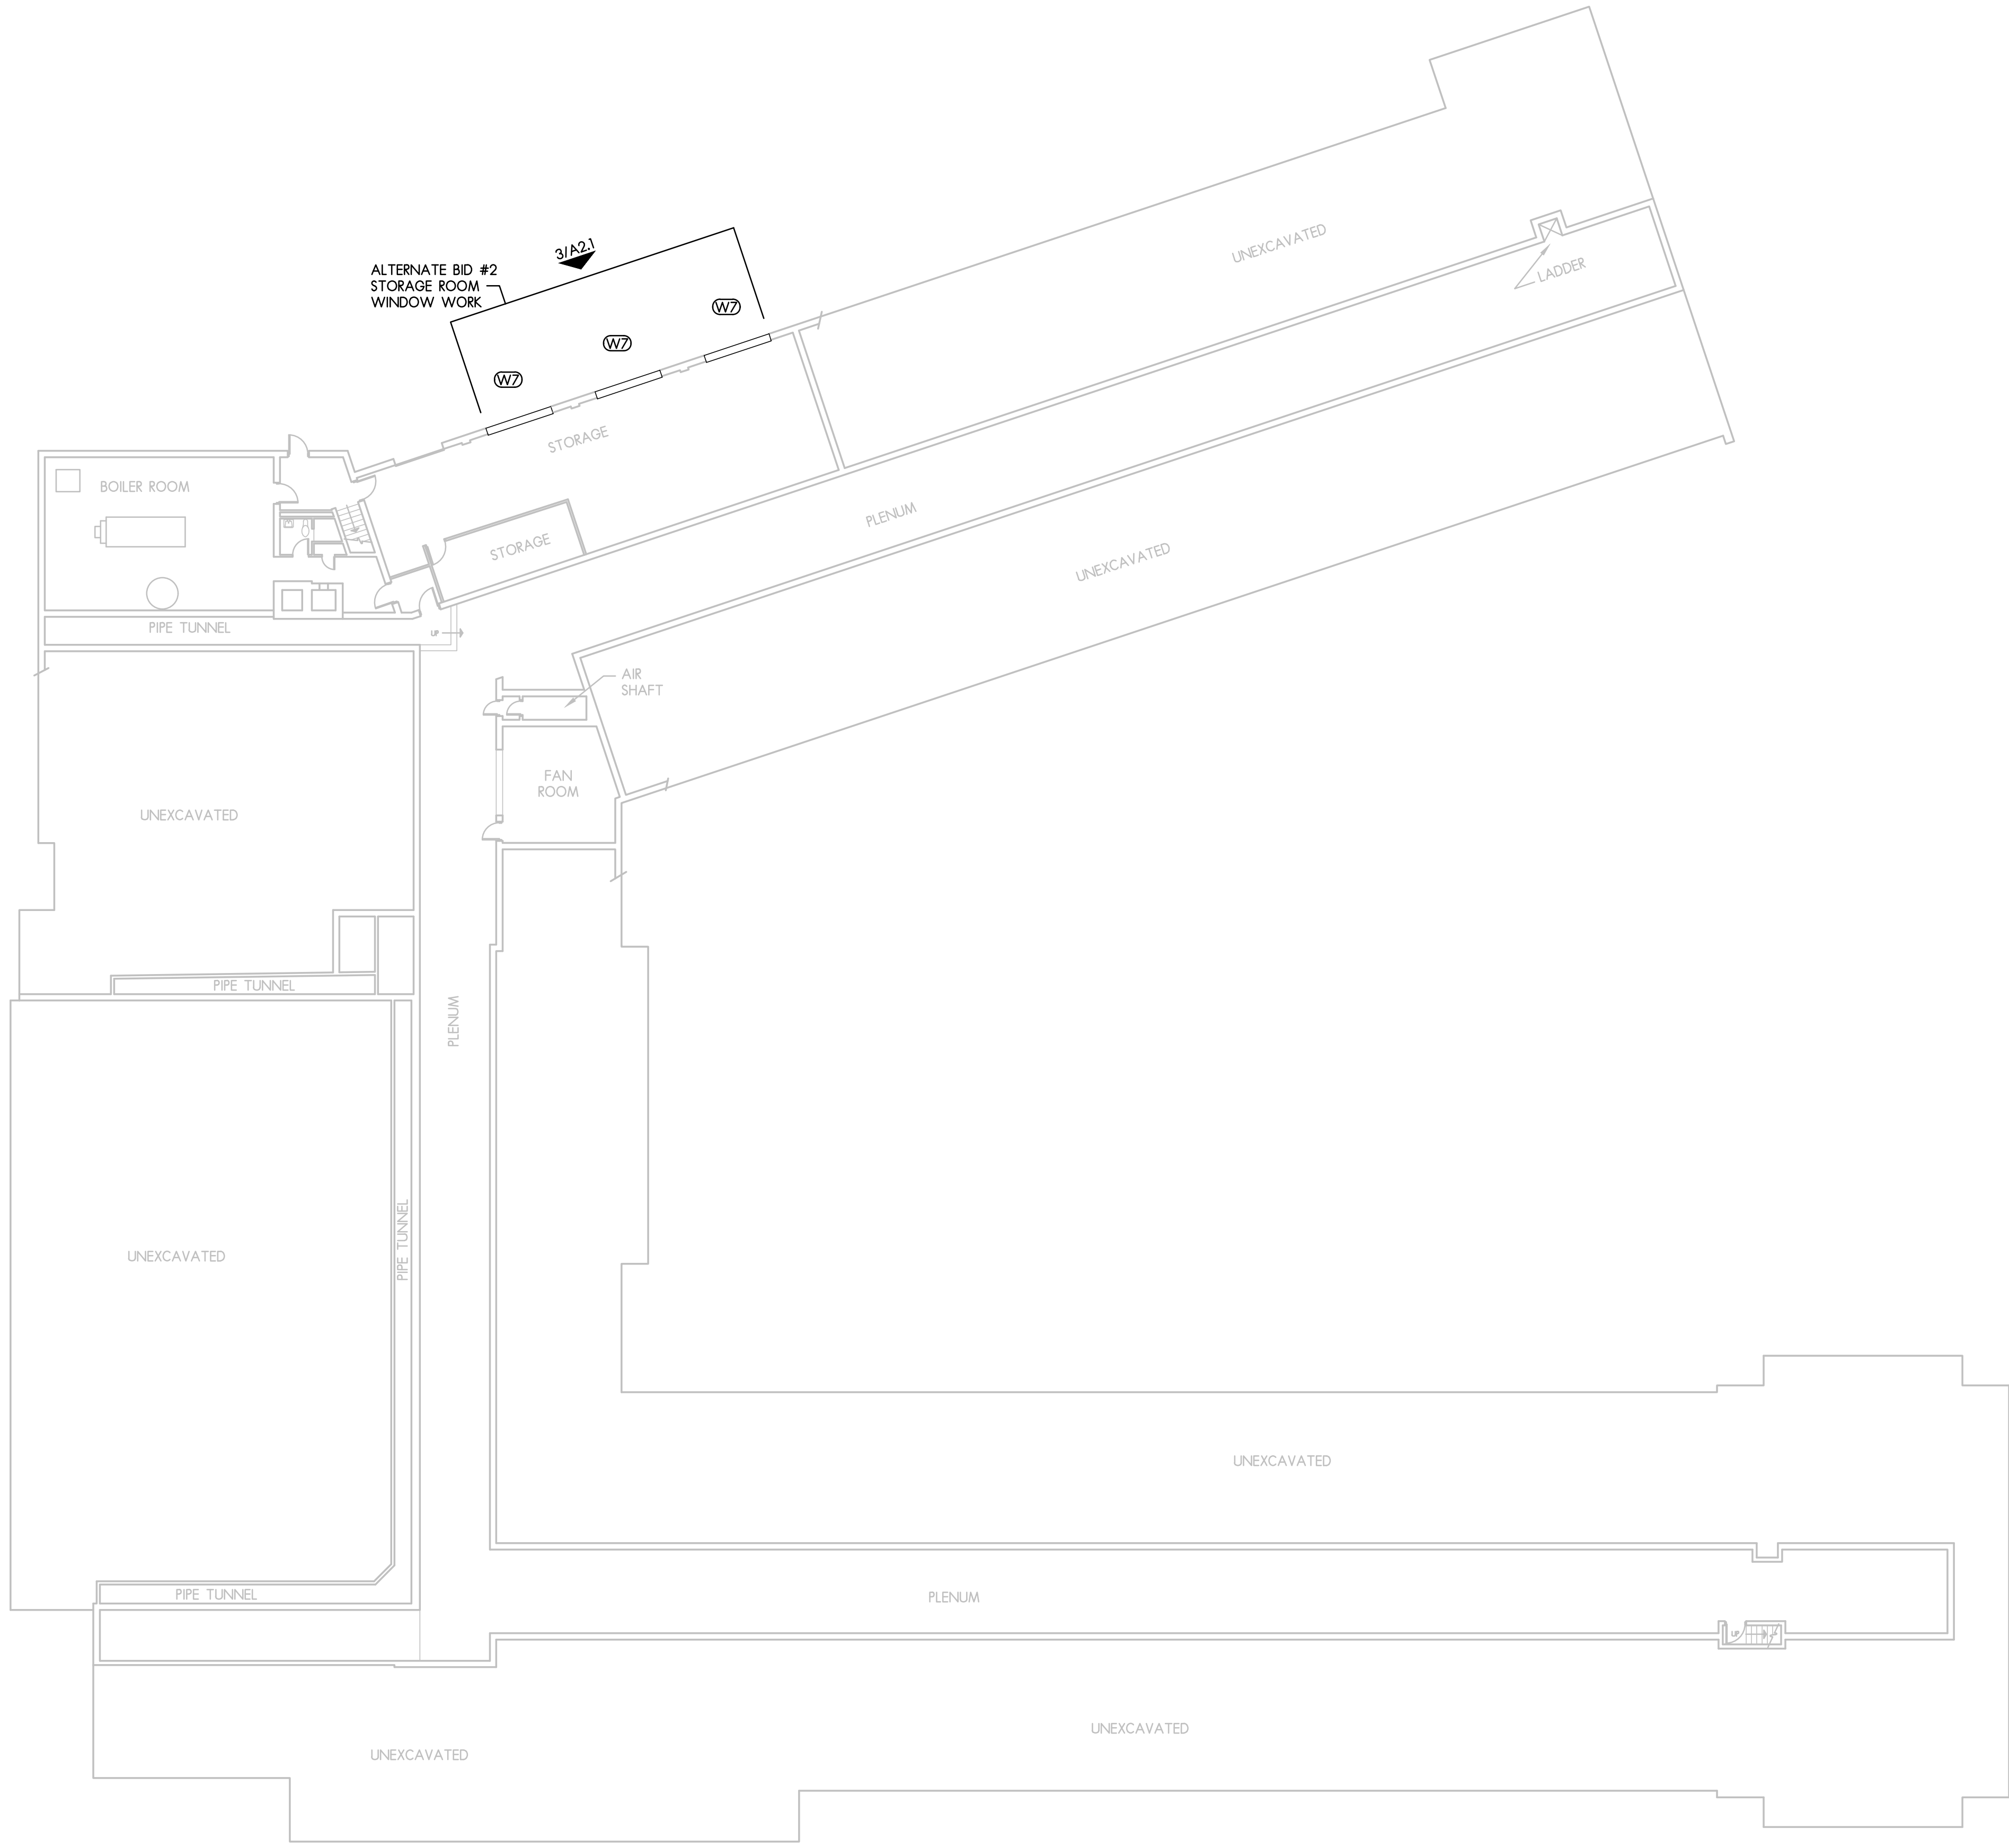 UNEXCAVATED
3/A2.1
ALTERNATE BID #2
STORAGE ROOM
WINDOW WORK
LADDER
W7
W7
W7
STORAGE
BOILER ROOM
PLENUM
STORAGE
UNEXCAVATED
PIPE TUNNEL
UP
AIR
SHAFT
FAN
ROOM
UNEXCAVATED
PIPE TUNNEL
PLENUM
PIPE TUNNEL
UNEXCAVATED
UNEXCAVATED
PIPE TUNNEL
PLENUM
UP
UNEXCAVATED
UNEXCAVATED